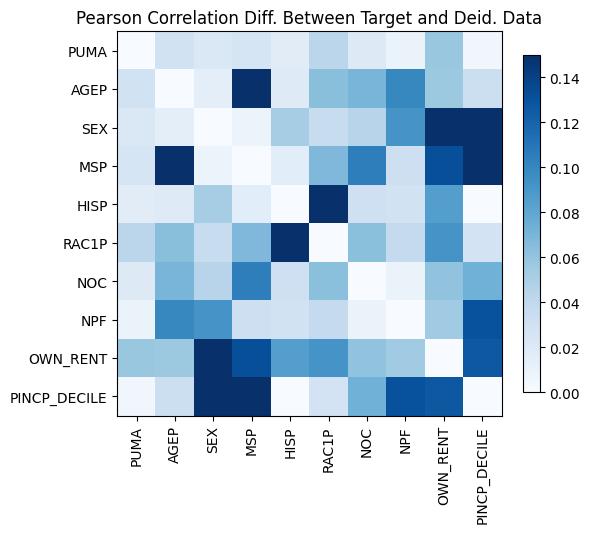 Pearson Correlation Diff. Between Target and Deid. Data
PUMA
AGEP
SEX
MSP
HISP
RAC1P
NOC
NPF
OWN_RENT
PINCP_DECILE
PUMA
AGEP
SEX
MSP
HISP
RAC1P
NOC
NPF
OWN_RENT
PINCP_DECILE
0.14
0.12
0.10
0.08
0.06
0.04
0.02
0.00